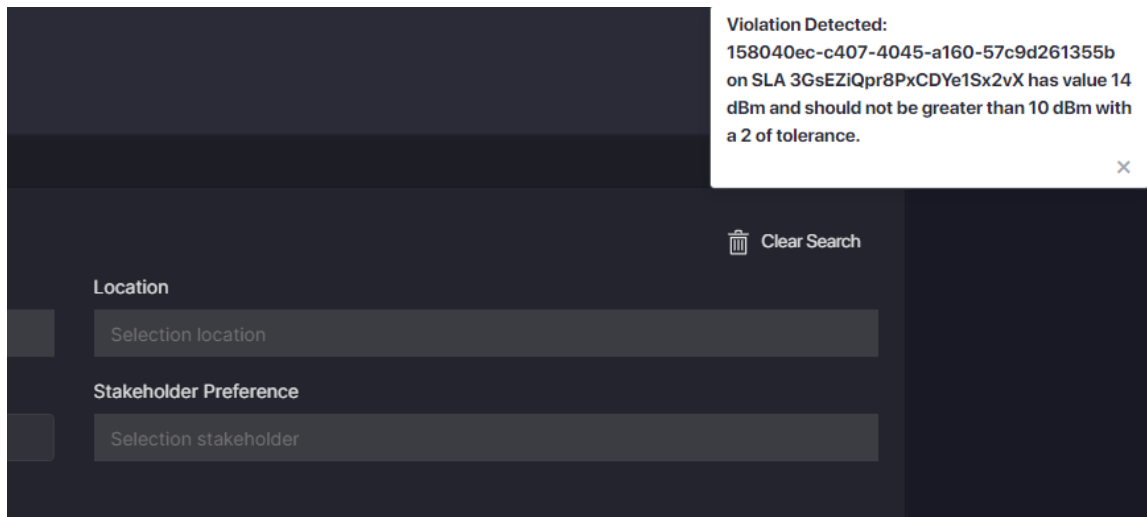 Violation Detected:
158040ec-c407-4045-a160-57c9d261355b
on SLA 3GsEZiQpr8PxCDYe1Sx2vX has value 14
dBm and should not be greater than 10 dBm with
a 2 of tolerance.
Clear Search
Location
Selection location
Stakeholder Preference
Selection stakeholder